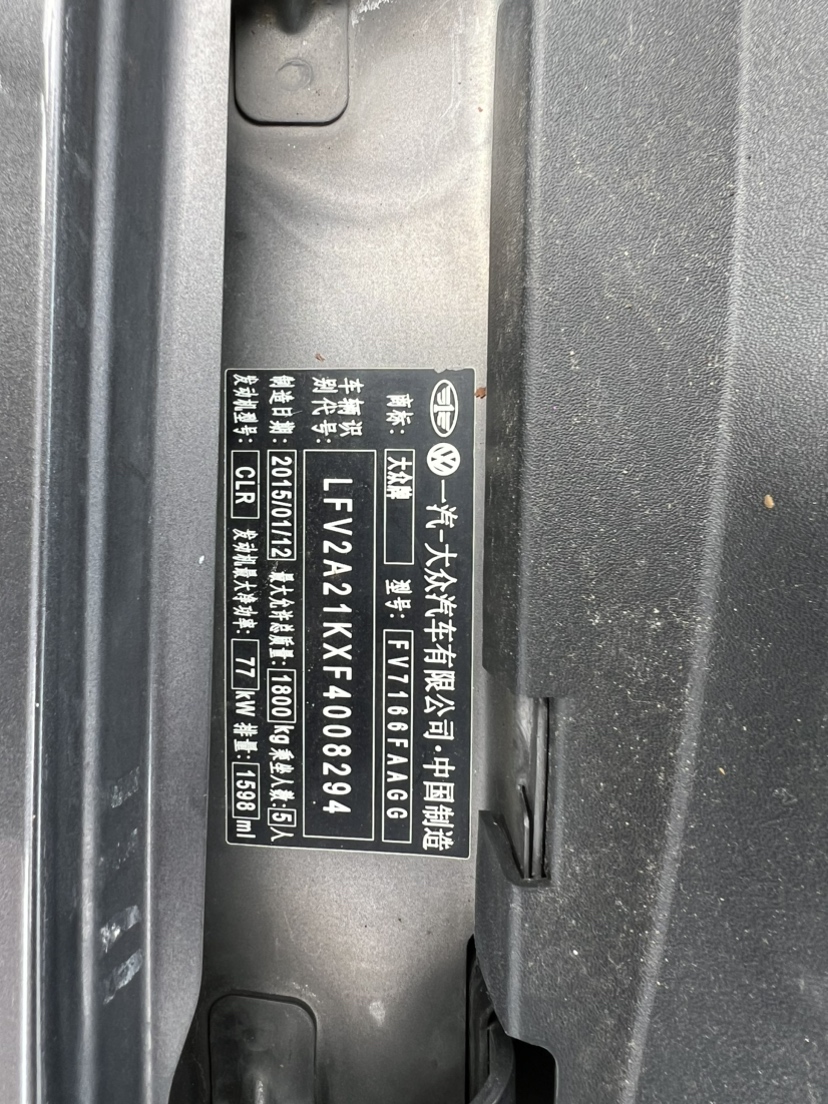 一汽-大众汽车有限公司·中国制造
商标: 大众牌 型号: FV7166FAAGG
车辆识别代号: LFV2A21KXF4008294
制造日期: 2015/01/12 最大允许总质量: 1800 kg 乘坐人数: 5 人
发动机型号: CLR 发动机最大净功率: 77 kW 排量: 1598 ml